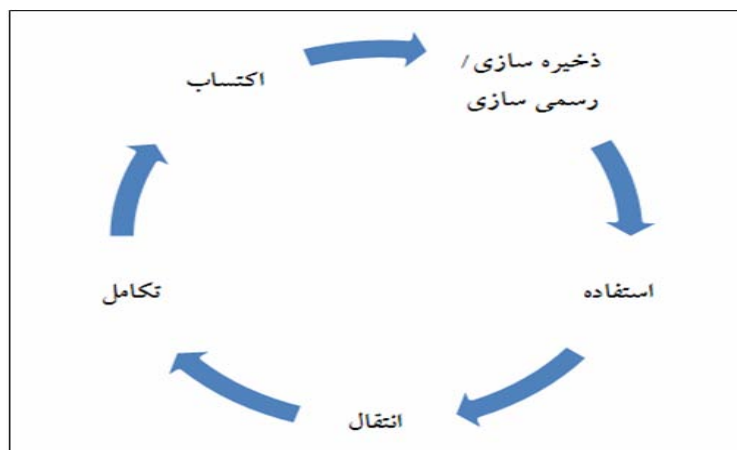 اکتساب
ذخیره سازی/
رسمی سازی
استفاده
انتقال
تکامل